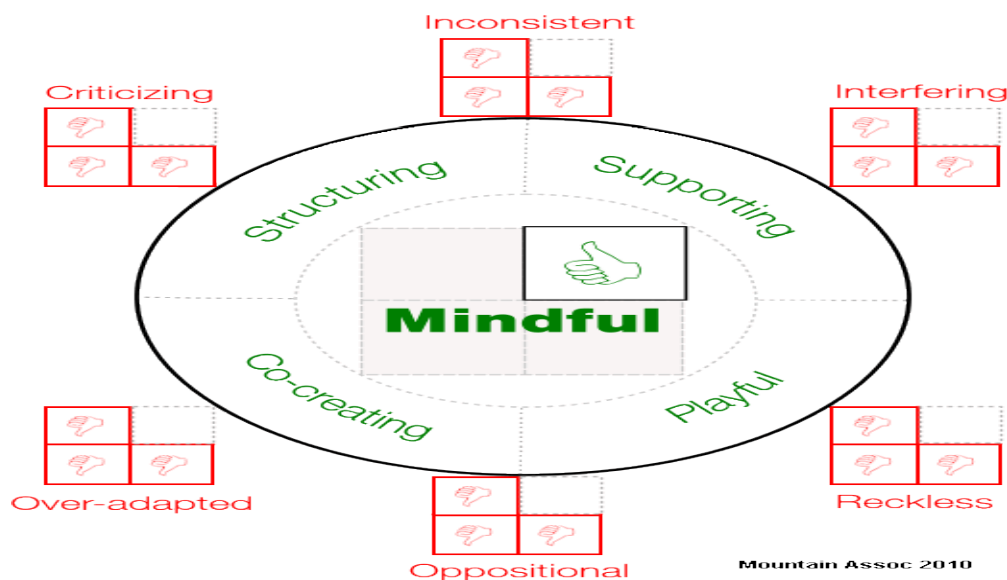 Inconsistent
Criticizing
Interfering
Structuring
Supporting
Mindful
Co-creating
Playful
Over-adapted
Reckless
Oppositional
Mountain Assoc 2010